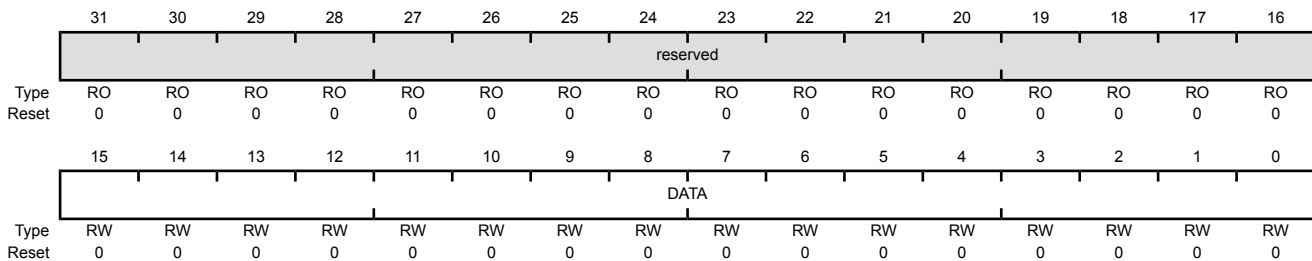 31 30 29 28 27 26 25 24 23 22 21 20 19 18 17 16
reserved
Type RO RO RO RO RO RO RO RO RO RO RO RO RO RO RO RO
Reset 0 0 0 0 0 0 0 0 0 0 0 0 0 0 0 0
15 14 13 12 11 10 9 8 7 6 5 4 3 2 1 0
DATA
Type RW RW RW RW RW RW RW RW RW RW RW RW RW RW RW RW
Reset 0 0 0 0 0 0 0 0 0 0 0 0 0 0 0 0